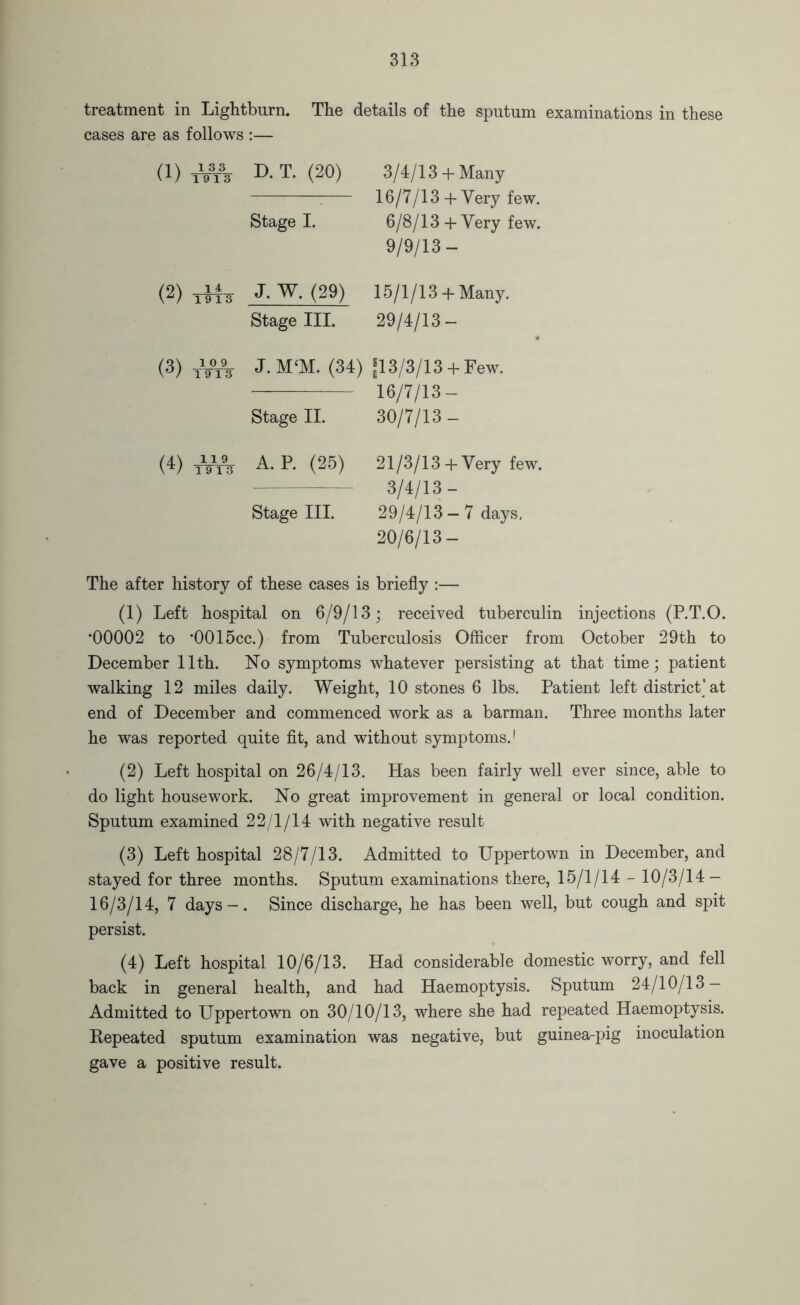 313
treatment in Lightburn. The details of the sputum examinations in these
cases are as follows :—
(1) 133/1913 D. T. (20) 3/4/13 + Many
16/7/13 + Very few.
Stage I. 6/8/13 + Very few.
9/9/13 –
(2) 14/1913 J. W. (29) 15/1/13 + Many.
Stage III. 29/4/13 –
(3) 109/1913 J. M‘M. (34) 13/3/13 + Few.
16/7/13 –
Stage II. 30/7/13 –
(4) 119/1913 A. P. (25) 21/3/13 + Very few.
3/4/13 –
Stage III. 29/4/13 – 7 days,
20/6/13 –
The after history of these cases is briefly :—
(1) Left hospital on 6/9/13; received tuberculin injections (P.T.O.
·00002 to ·0015cc.) from Tuberculosis Officer from October 29th to
December 11th. No symptoms whatever persisting at that time; patient
walking 12 miles daily. Weight, 10 stones 6 lbs. Patient left district' at
end of December and commenced work as a barman. Three months later
he was reported quite fit, and without symptoms.'
(2) Left hospital on 26/4/13. Has been fairly well ever since, able to
do light housework. No great improvement in general or local condition.
Sputum examined 22/1/14 with negative result
(3) Left hospital 28/7/13. Admitted to Uppertown in December, and
stayed for three months. Sputum examinations there, 15/1/14 – 10/3/14 –
16/3/14, 7 days – . Since discharge, he has been well, but cough and spit
persist.
(4) Left hospital 10/6/13. Had considerable domestic worry, and fell
back in general health, and had Haemoptysis. Sputum 24/10/13 –
Admitted to Uppertown on 30/10/13, where she had repeated Haemoptysis.
Repeated sputum examination was negative, but guinea-pig inoculation
gave a positive result.